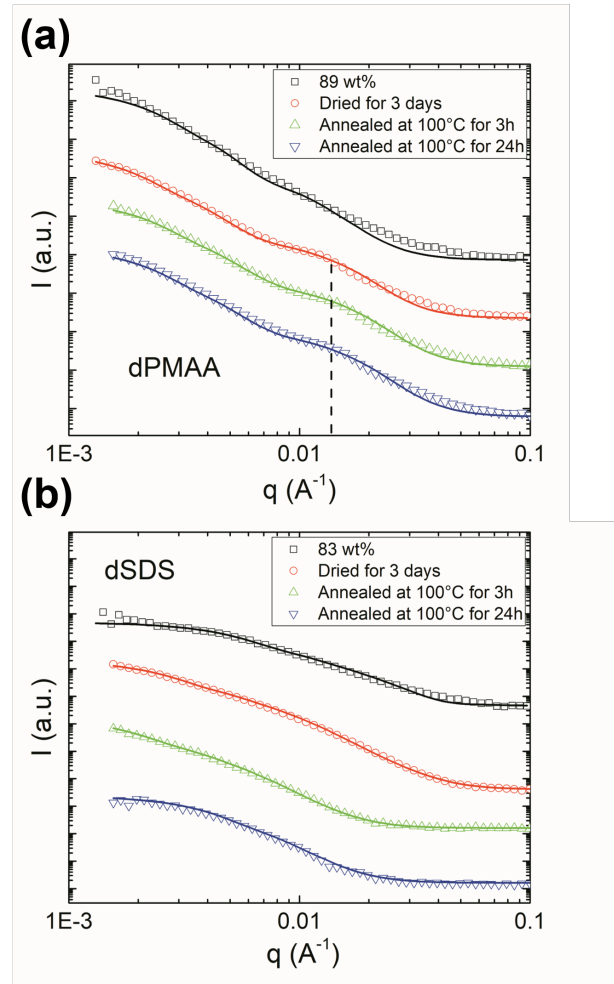 (a)
89 wt%
Dried for 3 days
Annealed at 100°C for 3h
Annealed at 100°C for 24h
I (a.u.)
dPMAA
1E-3 0.01 0.1
q (A⁻¹)
(b)
dSDS
83 wt%
Dried for 3 days
Annealed at 100°C for 3h
Annealed at 100°C for 24h
I (a.u.)
1E-3 0.01 0.1
q (A⁻¹)